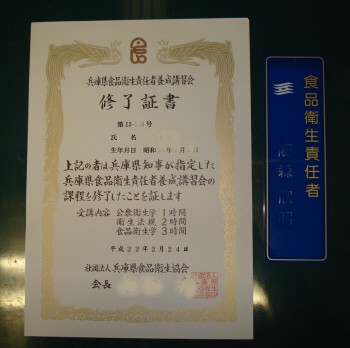 兵庫県食品衛生責任者養成講習会
修了証書
第13 号
氏 名
生年月日 昭和 年 月 日
上記の者は兵庫県知事が指定した
兵庫県食品衛生責任者養成講習会の
課程を修了したことを証します
受講内容 公衆衛生学 1時間
衛生法規 2時間
食品衛生学 3時間
平成22年2月24日
社団法人 兵庫県食品衛生協会
会長
食品衛生責任者